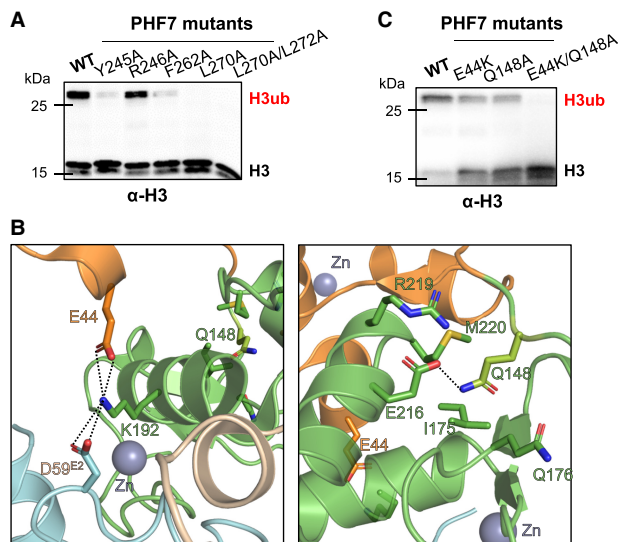 A
PHF7 mutants
WT Y245A R246A F262A L270A L270A/L272A
kDa
25
15
H3ub
H3
α-H3
C
PHF7 mutants
WT E44K Q148A E44K/Q148A
kDa
25
15
H3ub
H3
α-H3
B
E44
Q148
K192
D59E2
Zn
Zn
R219
M220
Q148
E216
I175
E44
Q176
Zn